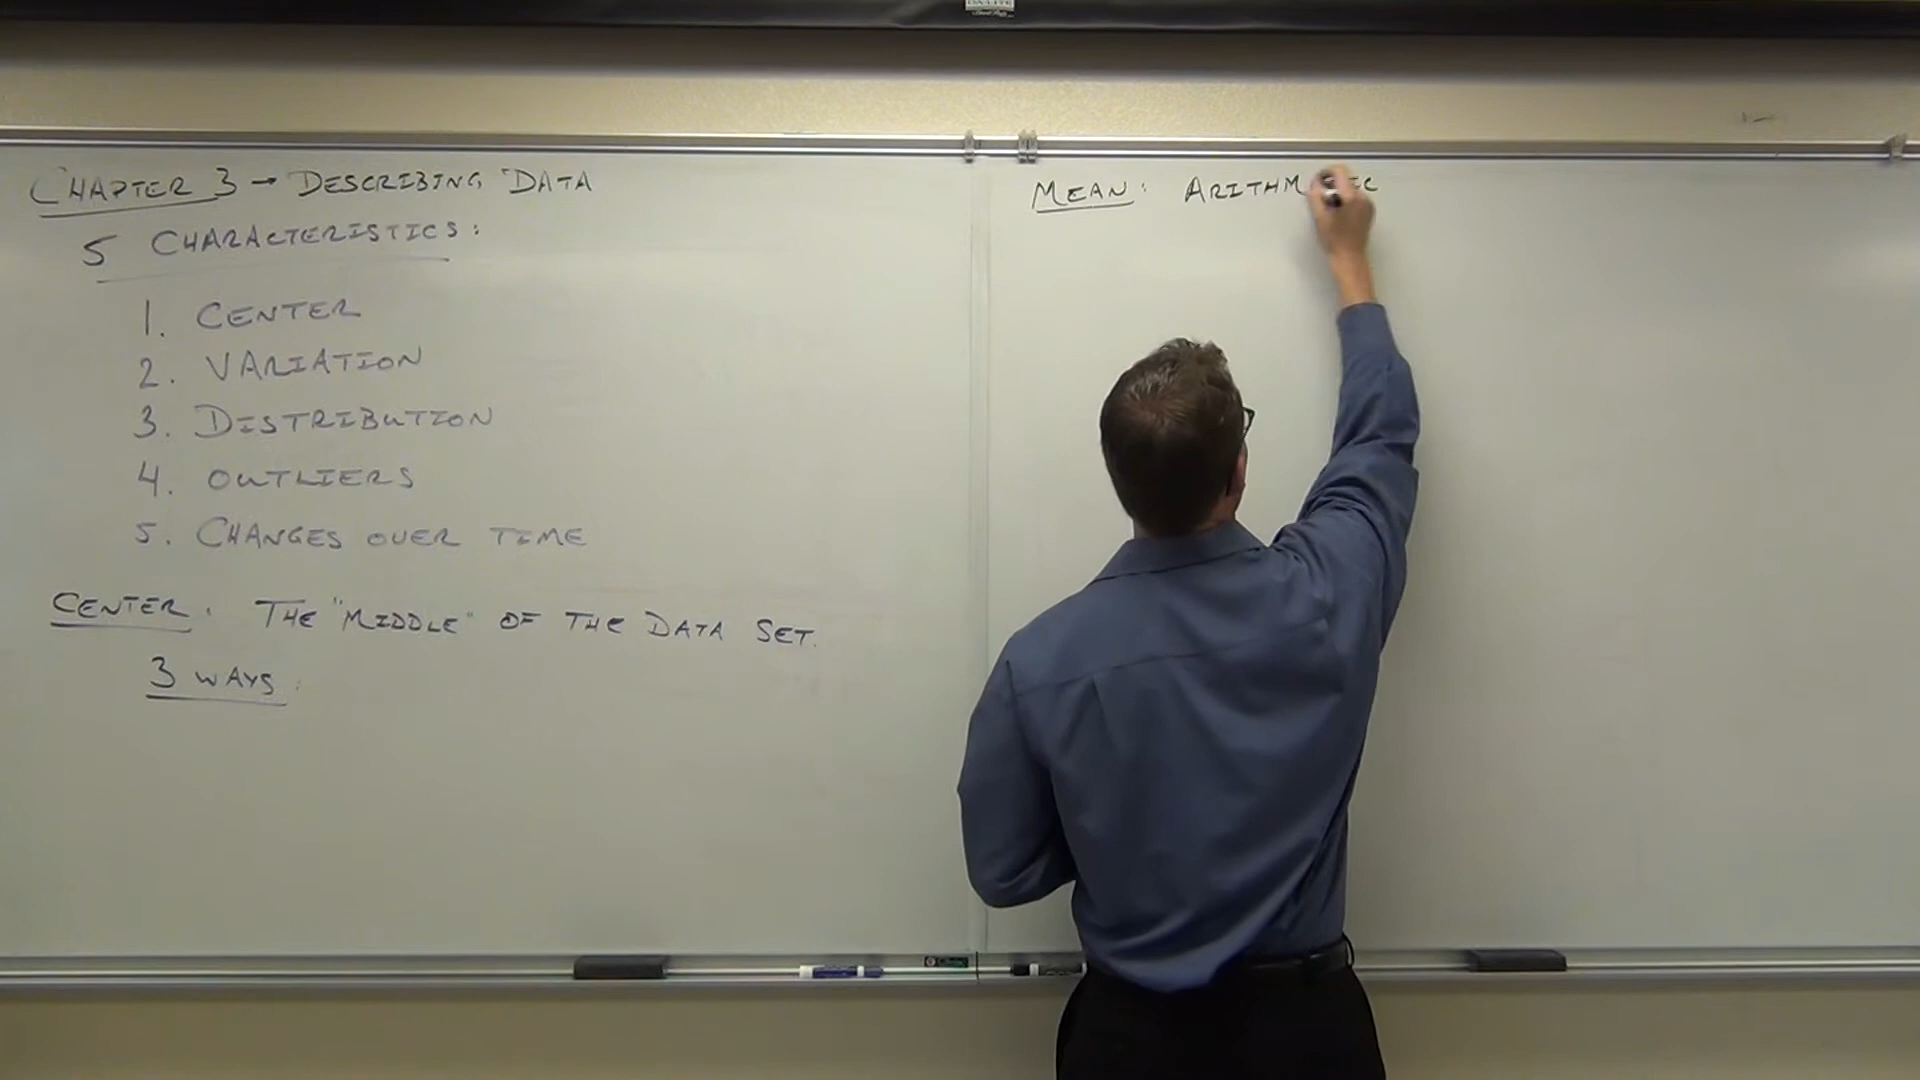 CHAPTER 3 → DESCRIBING DATA
5 CHARACTERISTICS:
1. CENTER
2. VARIATION
3. DISTRIBUTION
4. OUTLIERS
5. CHANGES OVER TIME
CENTER: THE "MIDDLE" OF THE DATA SET.
3 WAYS:
MEAN: